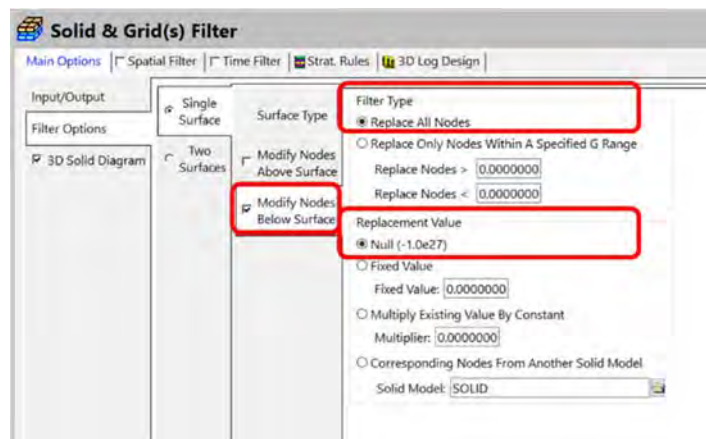 Solid & Grid(s) Filter
Main Options
Spatial Filter
Time Filter
Strat. Rules
3D Log Design
Input/Output
Filter Options
3D Solid Diagram
Single
Surface
Two
Surfaces
Surface Type
Modify Nodes
Above Surface
Modify Nodes
Below Surface
Filter Type
Replace All Nodes
Replace Only Nodes Within A Specified G Range
Replace Nodes > 0.0000000
Replace Nodes < 0.0000000
Replacement Value
Null (-1.0e27)
Fixed Value
Fixed Value: 0.0000000
Multiply Existing Value By Constant
Multiplier: 0.0000000
Corresponding Nodes From Another Solid Model
Solid Model: SOLID